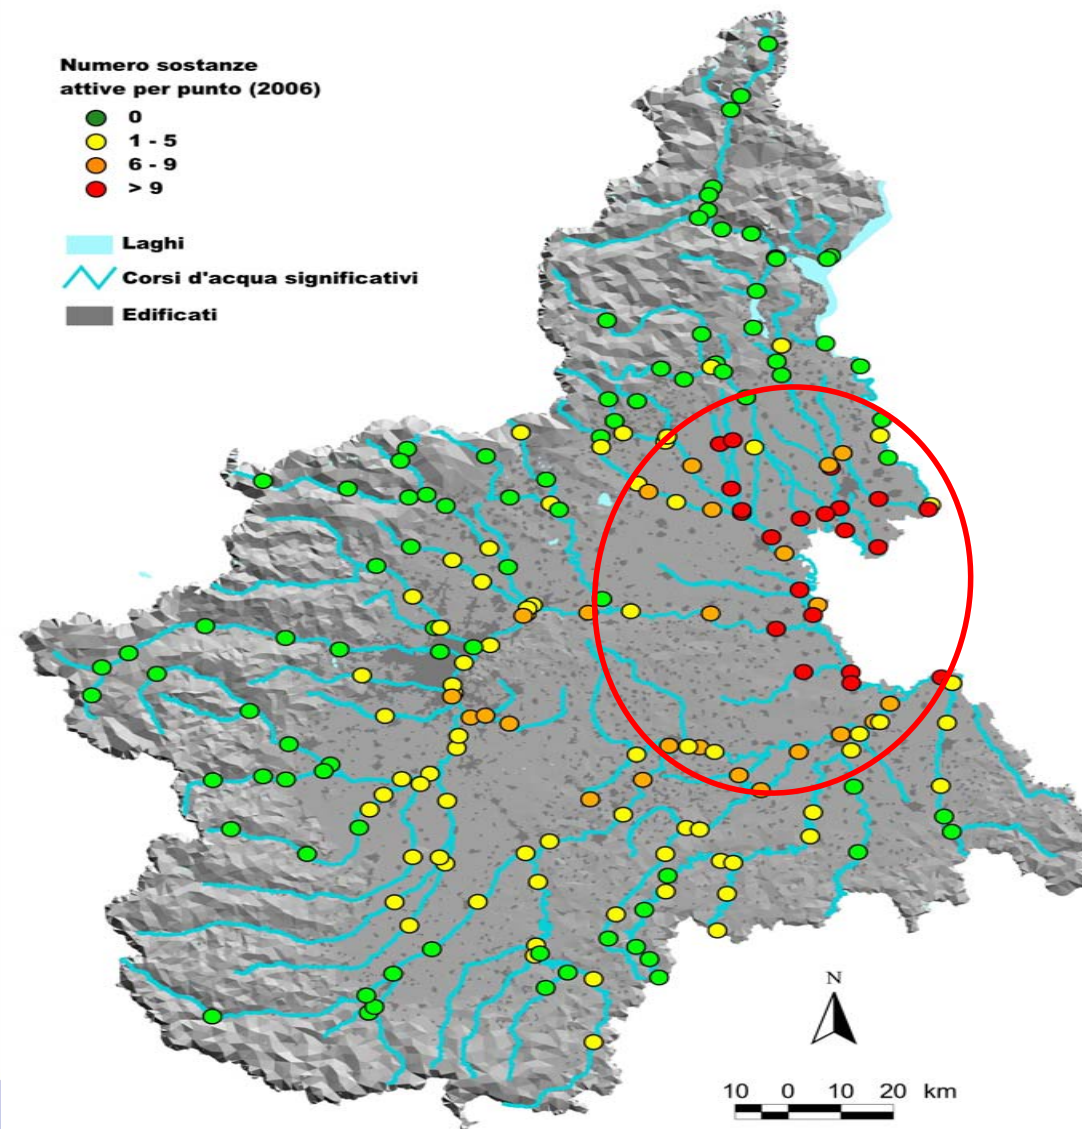 Numero sostanze
attive per punto (2006)
0
1 - 5
6 - 9
> 9
Laghi
Corsi d'acqua significativi
Edificati
N
10 0 10 20 km